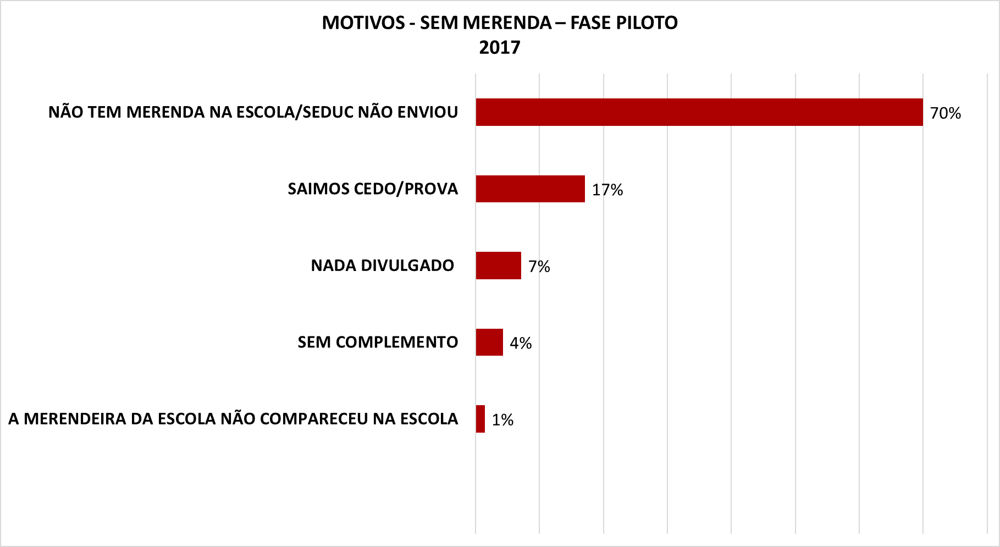 MOTIVOS - SEM MERENDA – FASE PILOTO
2017
NÃO TEM MERENDA NA ESCOLA/SEDUC NÃO ENVIOU
70%
SAIMOS CEDO/PROVA
17%
NADA DIVULGADO
7%
SEM COMPLEMENTO
4%
A MERENDEIRA DA ESCOLA NÃO COMPARECEU NA ESCOLA
1%